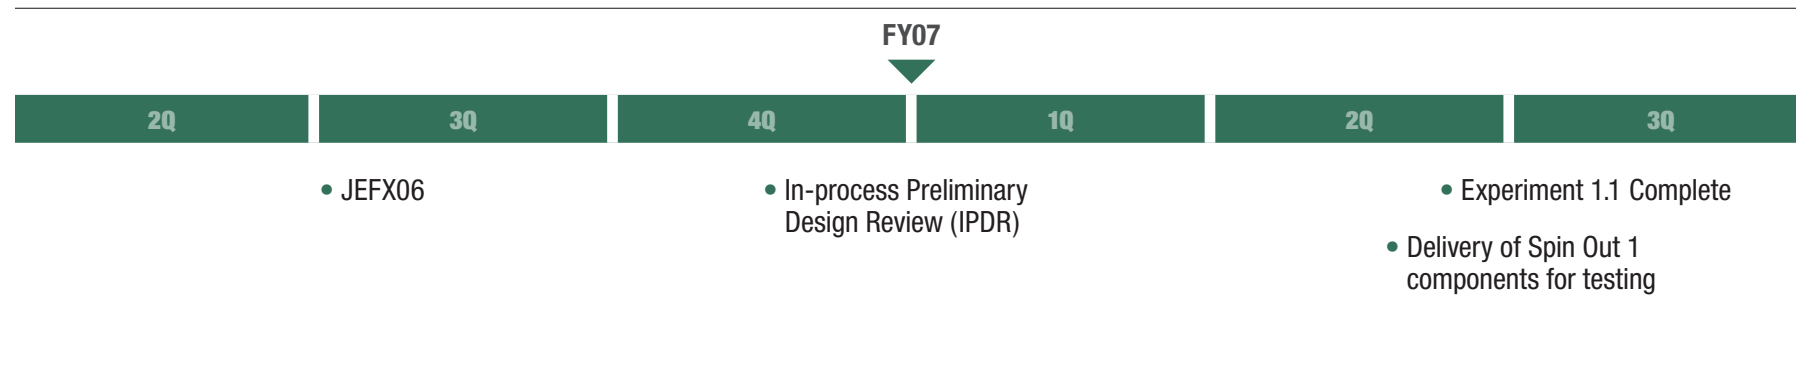 FY07
2Q 3Q 4Q 1Q 2Q 3Q
• JEFX06
• In-process Preliminary
Design Review (IPDR)
• Experiment 1.1 Complete
• Delivery of Spin Out 1
components for testing